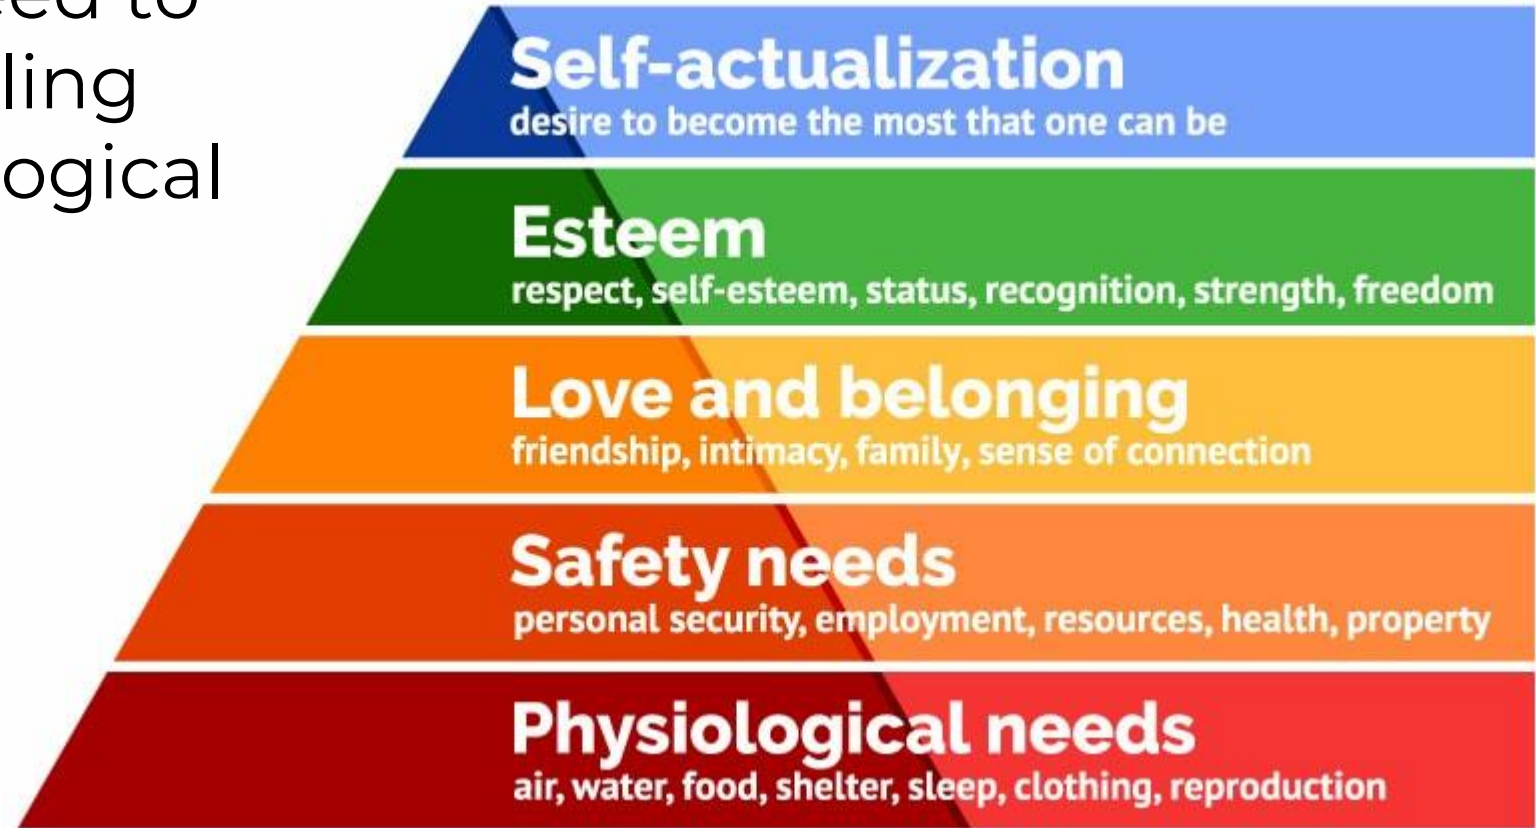 eed to
ling
ogical
Self-actualization
desire to become the most that one can be
Esteem
respect, self-esteem, status, recognition, strength, freedom
Love and belonging
friendship, intimacy, family, sense of connection
Safety needs
personal security, employment, resources, health, property
Physiological needs
air, water, food, shelter, sleep, clothing, reproduction